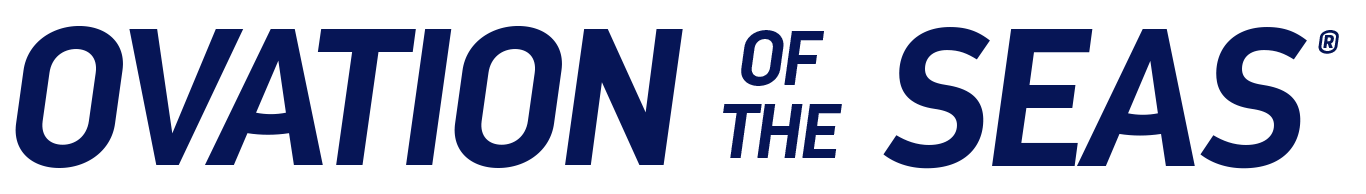 OVATION OF THE SEAS®